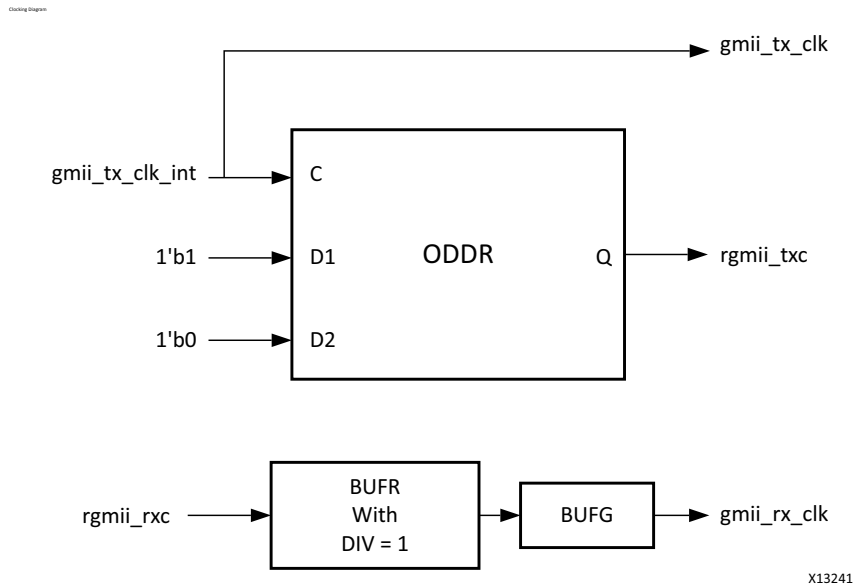 Clocking Diagram
gmii_tx_clk
gmii_tx_clk_int
C
1'b1
D1
ODDR
Q
rgmii_txc
1'b0
D2
rgmii_rxc
BUFR
With
DIV = 1
BUFG
gmii_rx_clk
X13241